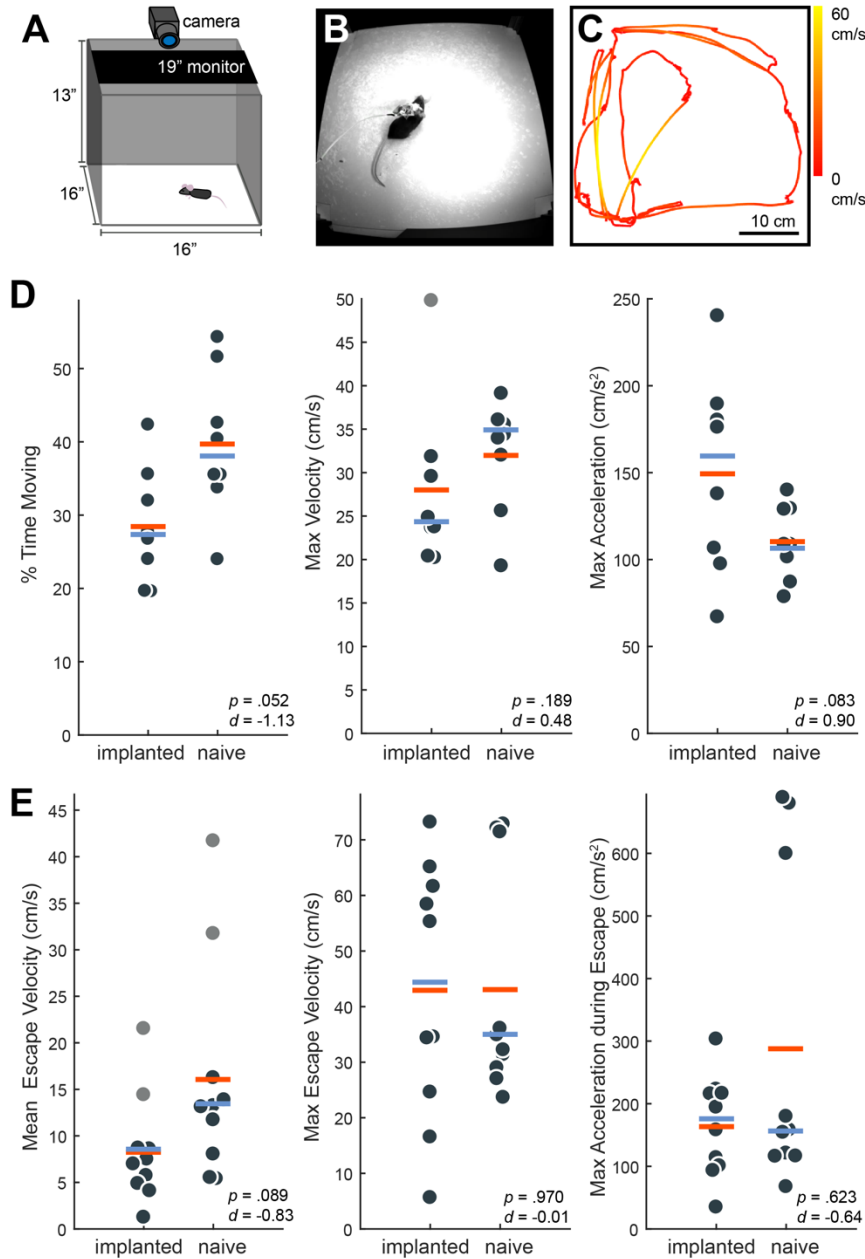 A
camera
19” monitor
13”
16”
16”
B
C
60
cm/s
0
cm/s
10 cm
D
% Time Moving
50
40
30
20
10
0
implanted
naive
p = .052
d = -1.13
Max Velocity (cm/s)
50
45
40
35
30
25
20
15
10
5
0
implanted
naive
p = .189
d = 0.48
Max Acceleration (cm/s²)
250
200
150
100
50
0
implanted
naive
p = .083
d = 0.90
E
Mean Escape Velocity (cm/s)
45
40
35
30
25
20
15
10
5
0
implanted
naive
p = .089
d = -0.83
Max Escape Velocity (cm/s)
70
60
50
40
30
20
10
0
implanted
naive
p = .970
d = -0.01
Max Acceleration during Escape (cm/s²)
600
500
400
300
200
100
0
implanted
naive
p = .623
d = -0.64